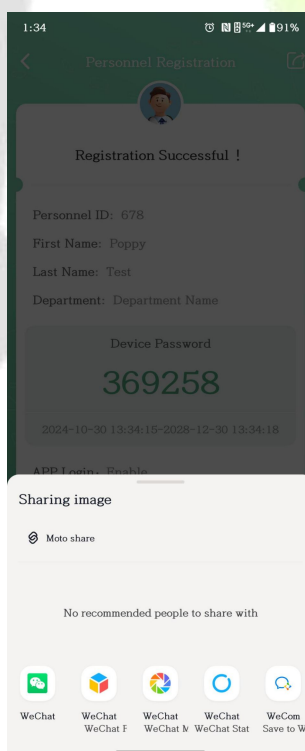 1:34
5G+
91%
Personnel Registration
Registration Successful！
Personnel ID: 678
First Name: Poppy
Last Name: Test
Department: Department Name
Device Password
369258
2024-10-30 13:34:15-2028-12-30 13:34:18
APP Login: Enable
Sharing image
Moto share
No recommended people to share with
WeChat WeChat WeChat WeChat WeCom
WeChat F WeChat M WeChat Stat Save to W